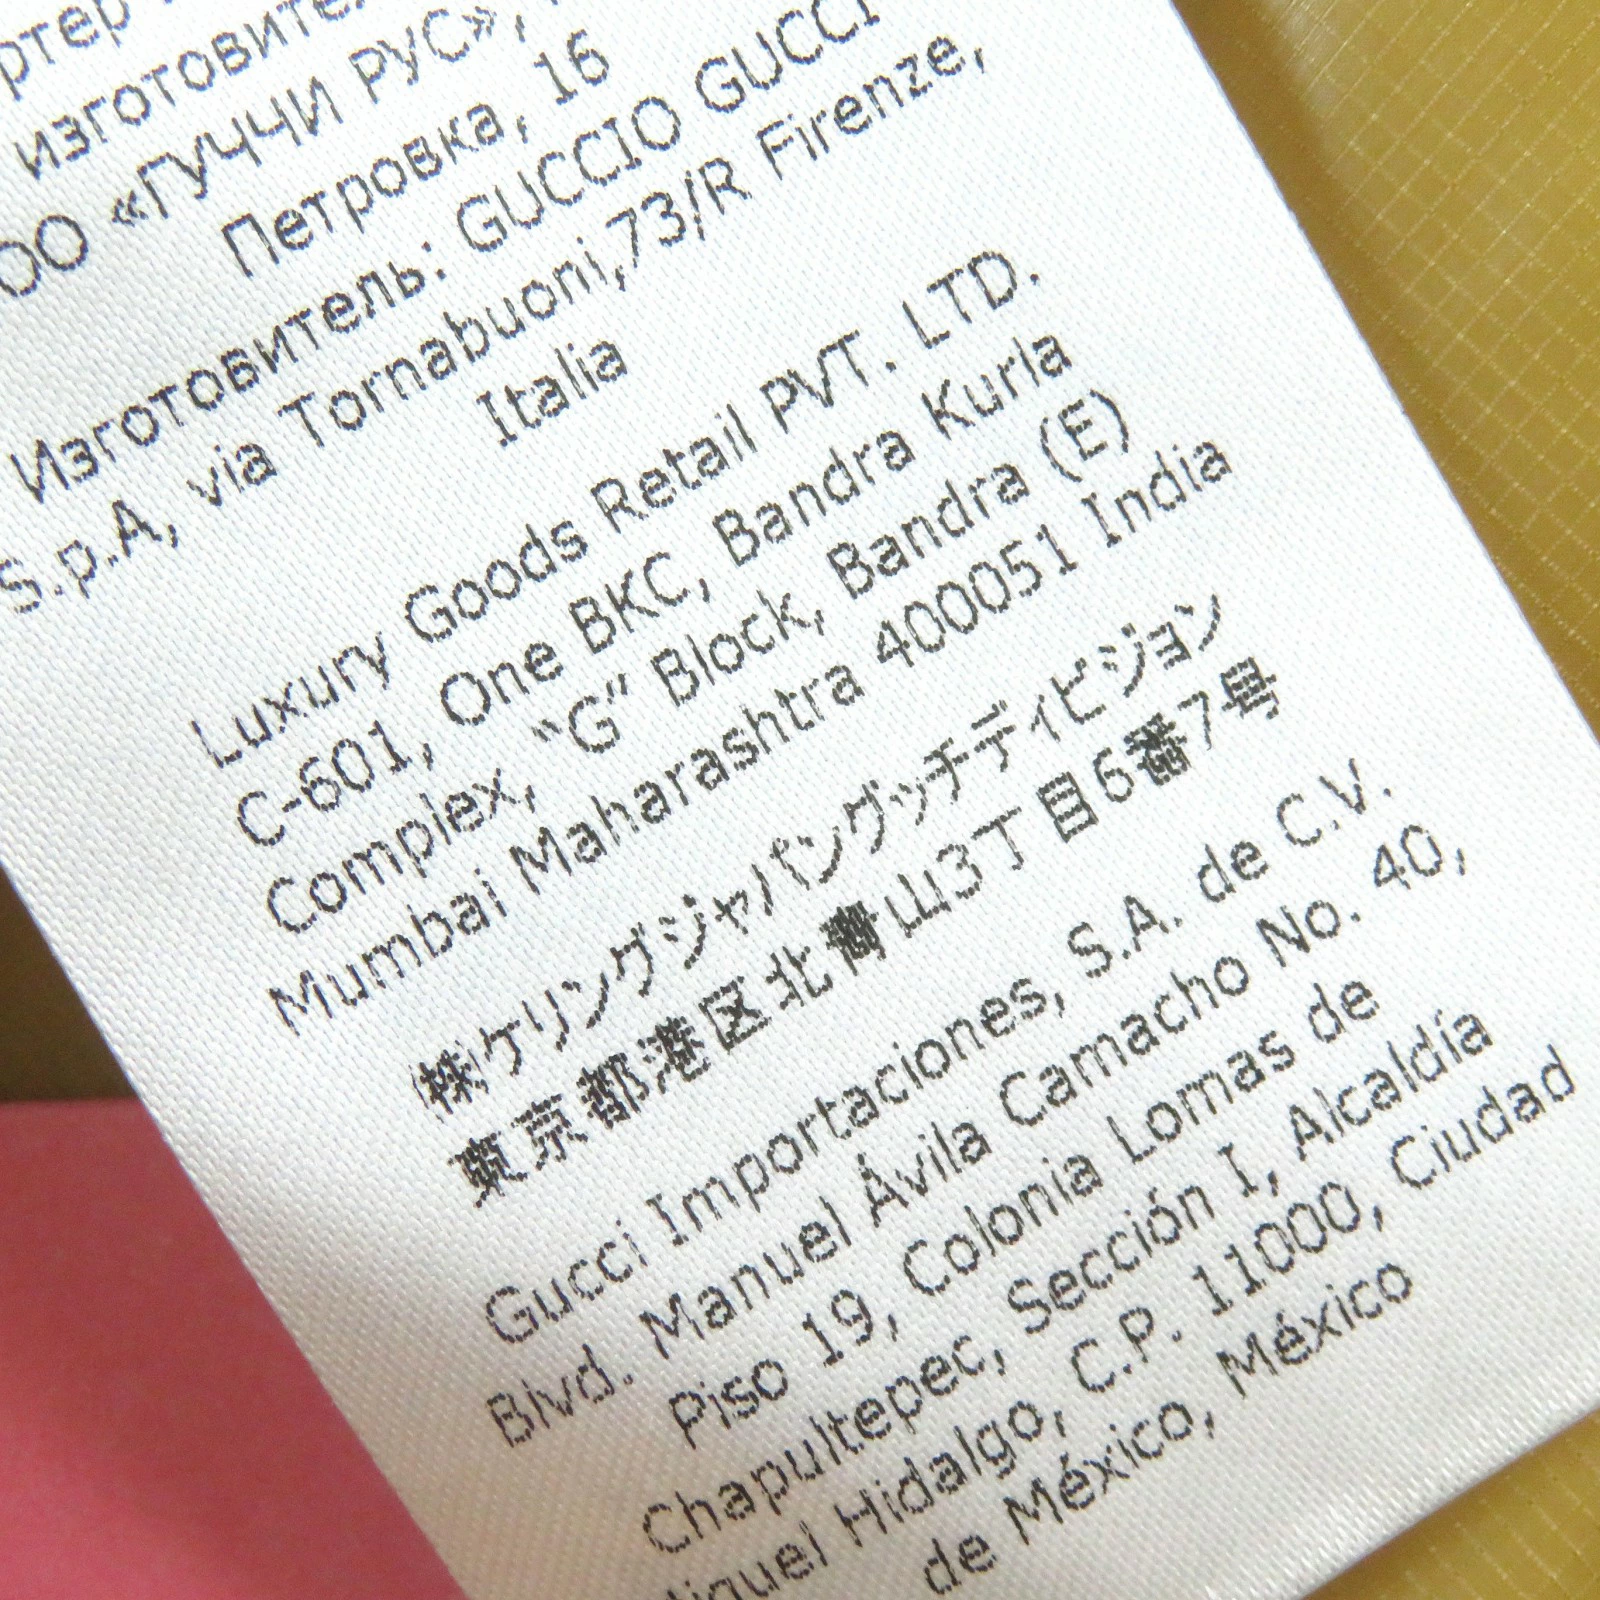 изготовите
ОО «ГУЧЧИ РУС»,
Петровка, 16
Изготовитель: GUCCIO GUCCI
S.p.A, via Tornabuoni,73/R Firenze,
Italia
Luxury Goods Retail PVT. LTD.
C-601, One BKC, Bandra Kurla
Complex, "G" Block, Bandra (E)
Mumbai Maharashtra 400051 India
㈱ケリングジャパングッチディビジョン
東京都港区北青山3丁目6番7号
Gucci Importaciones, S.A. de C.V.
Blvd. Manuel Ávila Camacho No. 40,
Piso 19, Colonia Lomas de
Chapultepec, Sección I, Alcaldía
iguel Hidalgo, C.P. 11000, Ciudad
de México, México